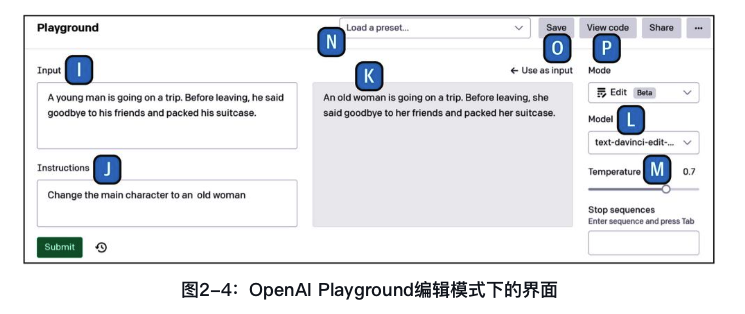 Playground
N
Load a preset...
Save
View code
Share
...
O
P
Input
I
K
← Use as input
Mode
A young man is going on a trip. Before leaving, he said
goodbye to his friends and packed his suitcase.
An old woman is going on a trip. Before leaving, she
said goodbye to her friends and packed her suitcase.
Edit Beta
Model
L
text-davinci-edit-...
Instructions
J
Temperature
M
0.7
Change the main character to an old woman
Stop sequences
Enter sequence and press Tab
Submit
图2-4：OpenAI Playground编辑模式下的界面